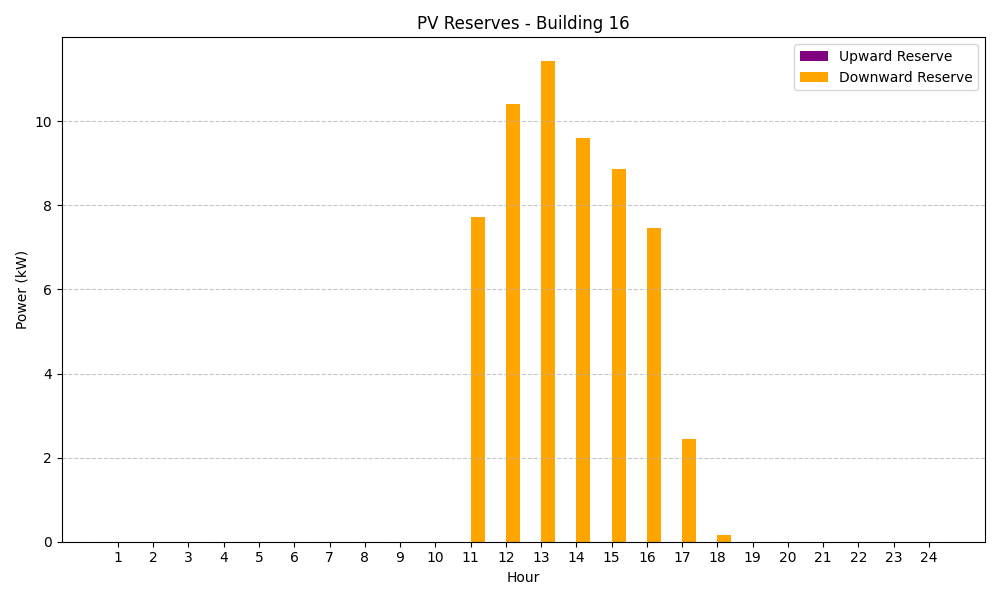 PV Reserves - Building 16
Upward Reserve
Downward Reserve
Power (kW)
10
8
6
4
2
0
1 2 3 4 5 6 7 8 9 10 11 12 13 14 15 16 17 18 19 20 21 22 23 24
Hour